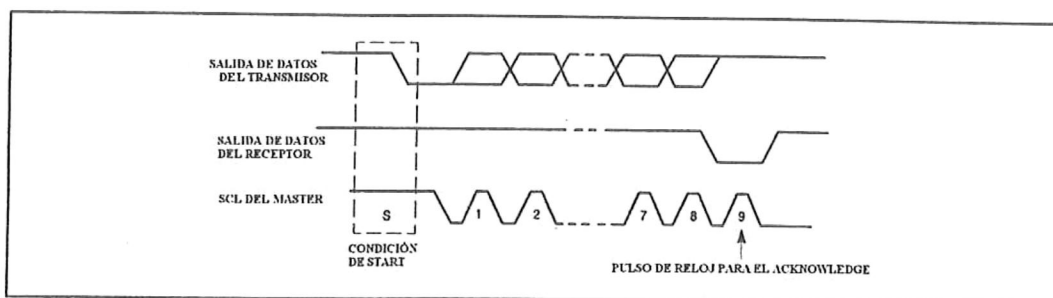 SALIDA DE DATOS
DEL TRANSMISOR
SALIDA DE DATOS
DEL RECEPTOR
SCL DEL MASTER
S
1
2
7
8
9
CONDICIÓN
DE START
PULSO DE RELOJ PARA EL ACKNOWLEDGE